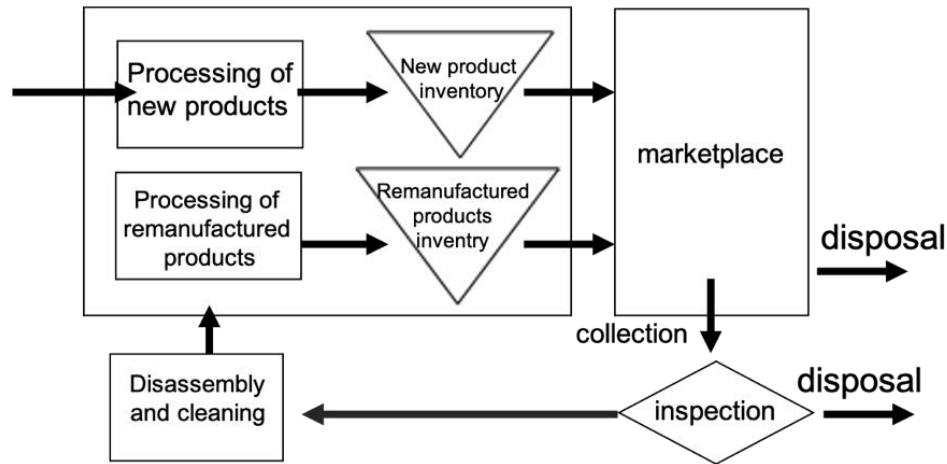 Processing of
new products
New product
inventory
marketplace
Processing of
remanufactured
products
Remanufactured
products
inventry
disposal
collection
Disassembly
and cleaning
inspection
disposal